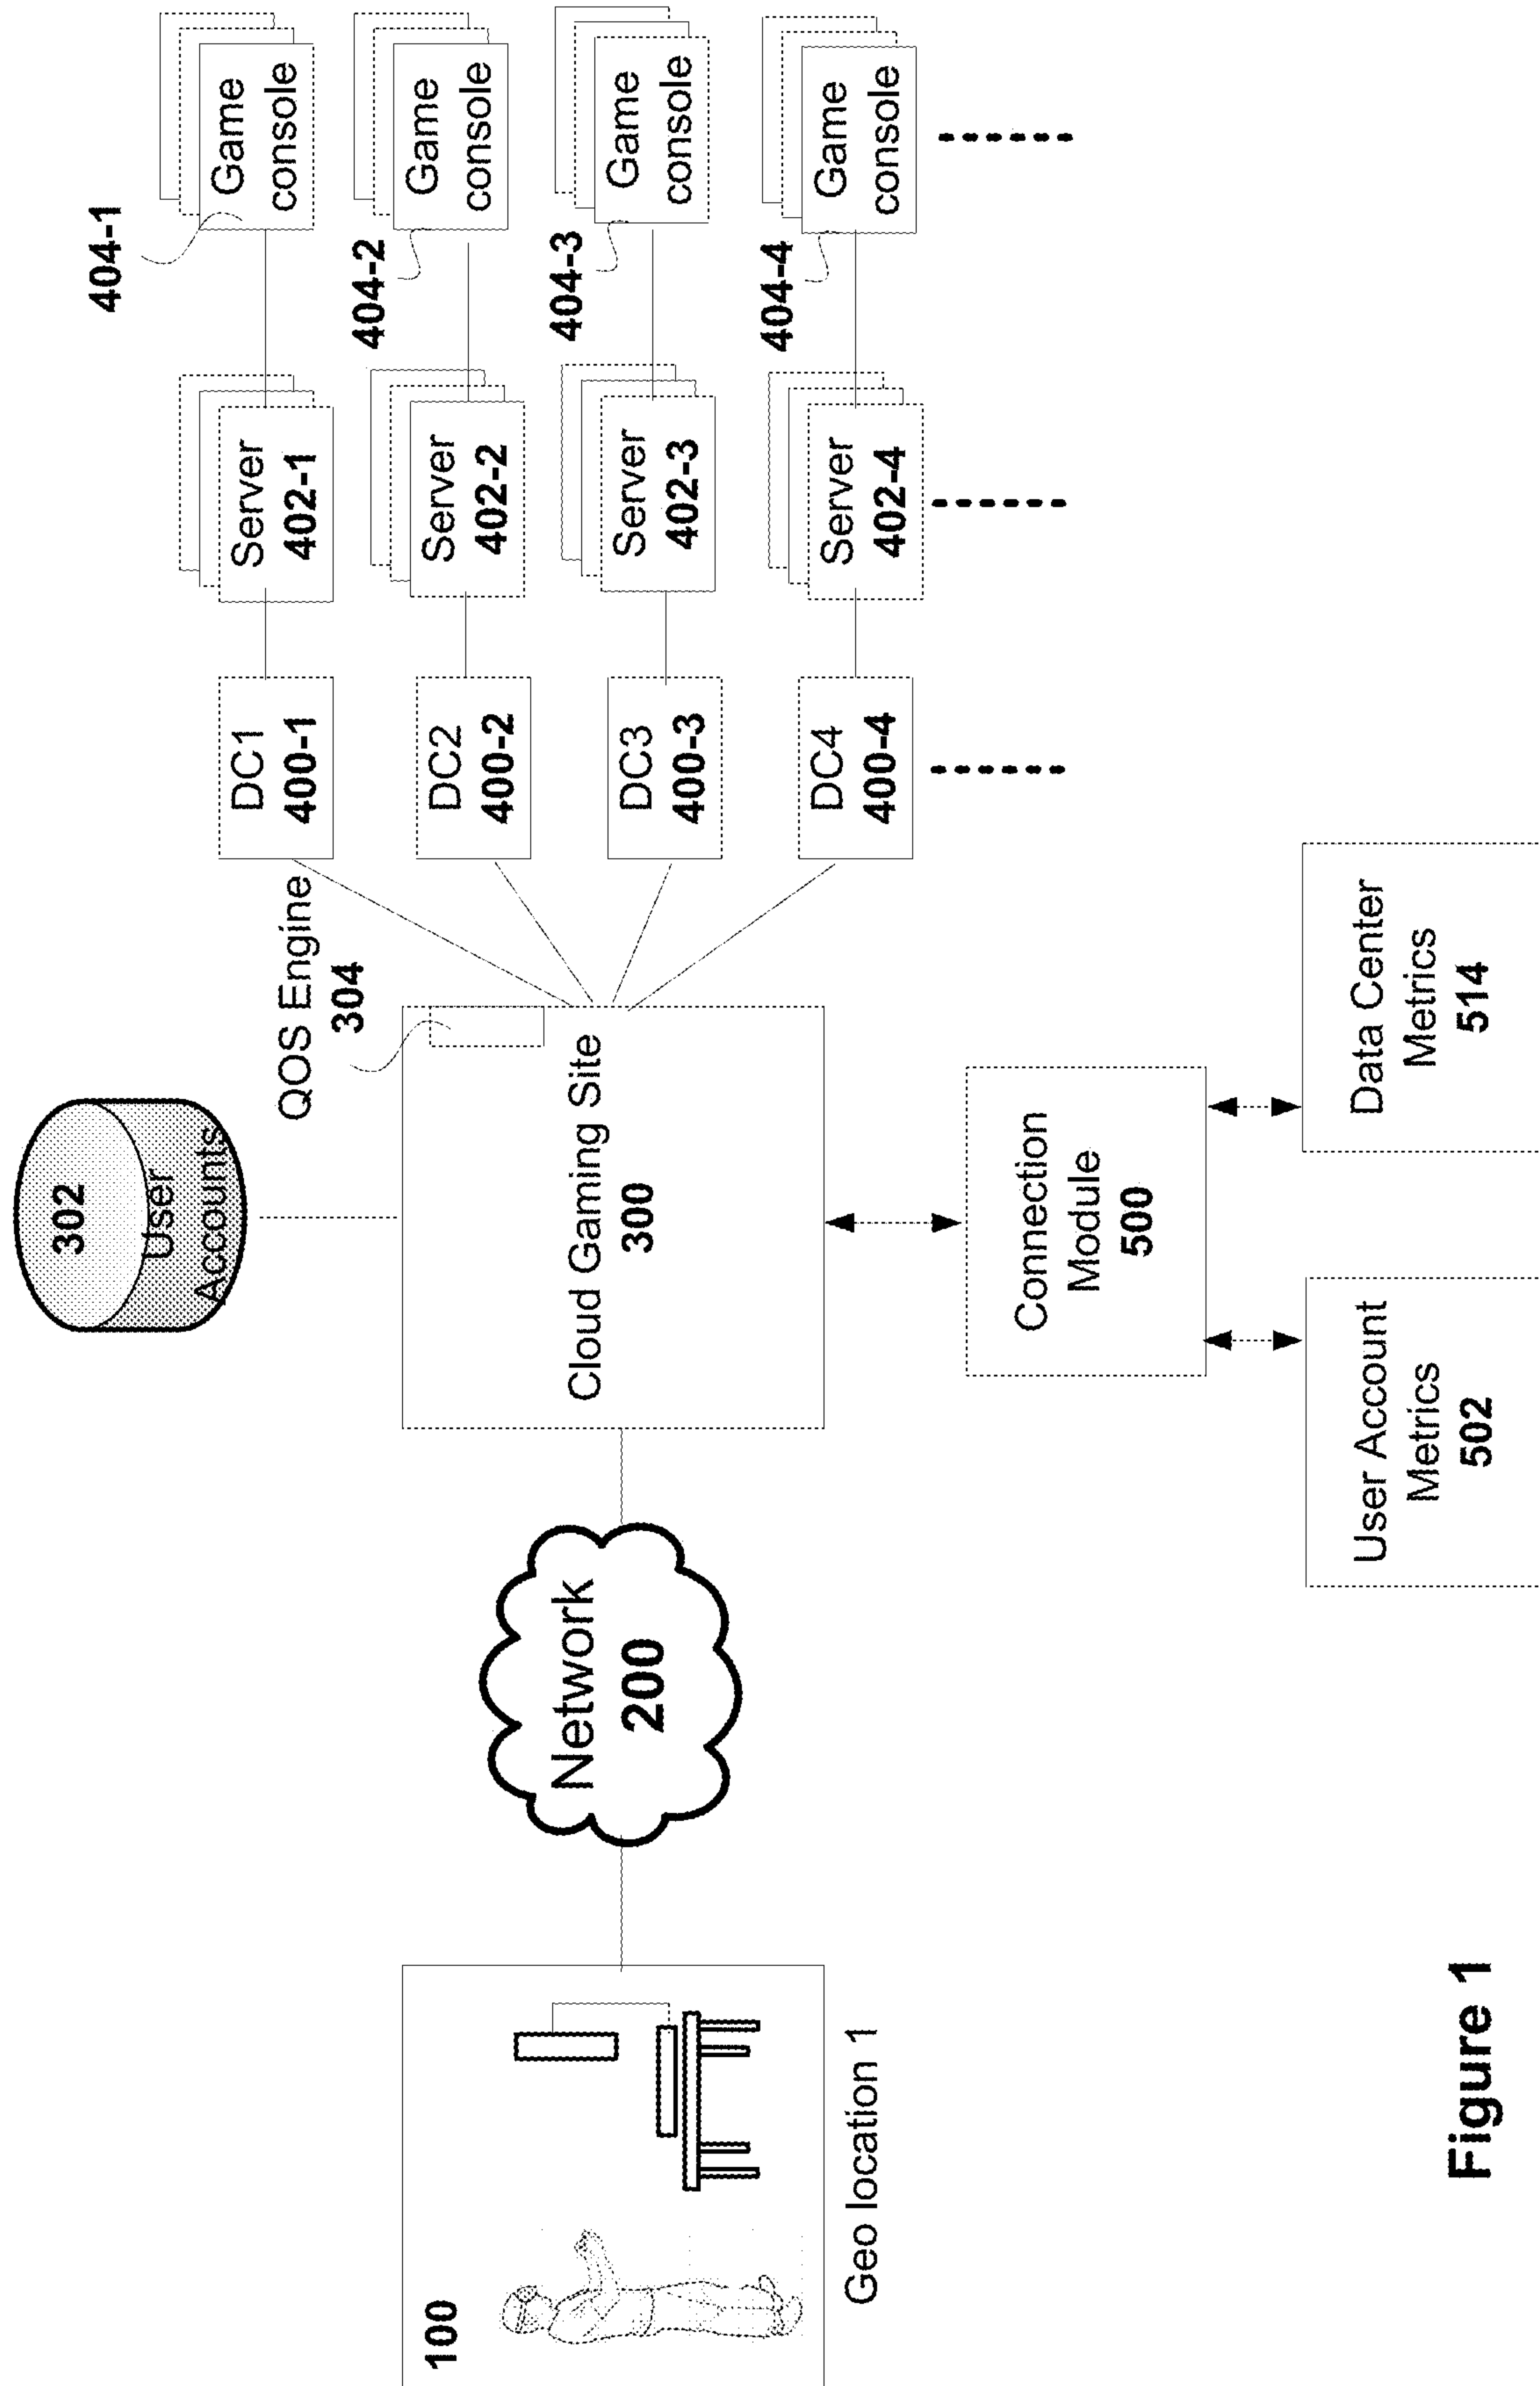 302
User
Accounts
QOS Engine
304
100
Geo location 1
Network
200
Cloud Gaming Site
300
DC1
400-1
Server
402-1
404-1
Game
console
DC2
400-2
Server
402-2
404-2
Game
console
DC3
400-3
Server
402-3
404-3
Game
console
DC4
400-4
Server
402-4
404-4
Game
console
Connection
Module
500
User Account
Metrics
502
Data Center
Metrics
514
Figure 1